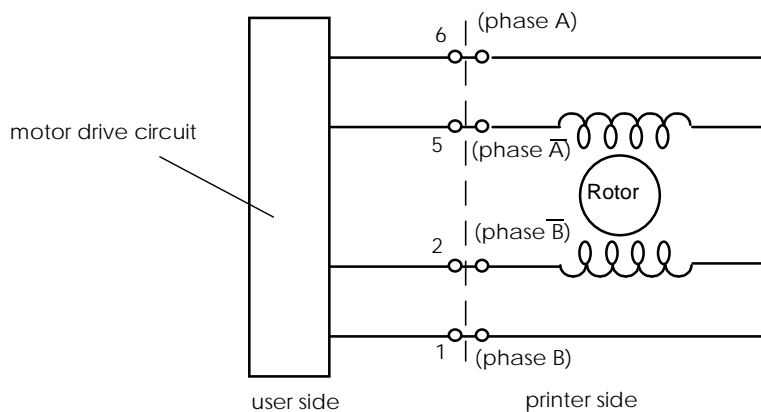 6 (phase A)
5 (phase A̅)
motor drive circuit
Rotor
2 (phase B̅)
1 (phase B)
user side printer side